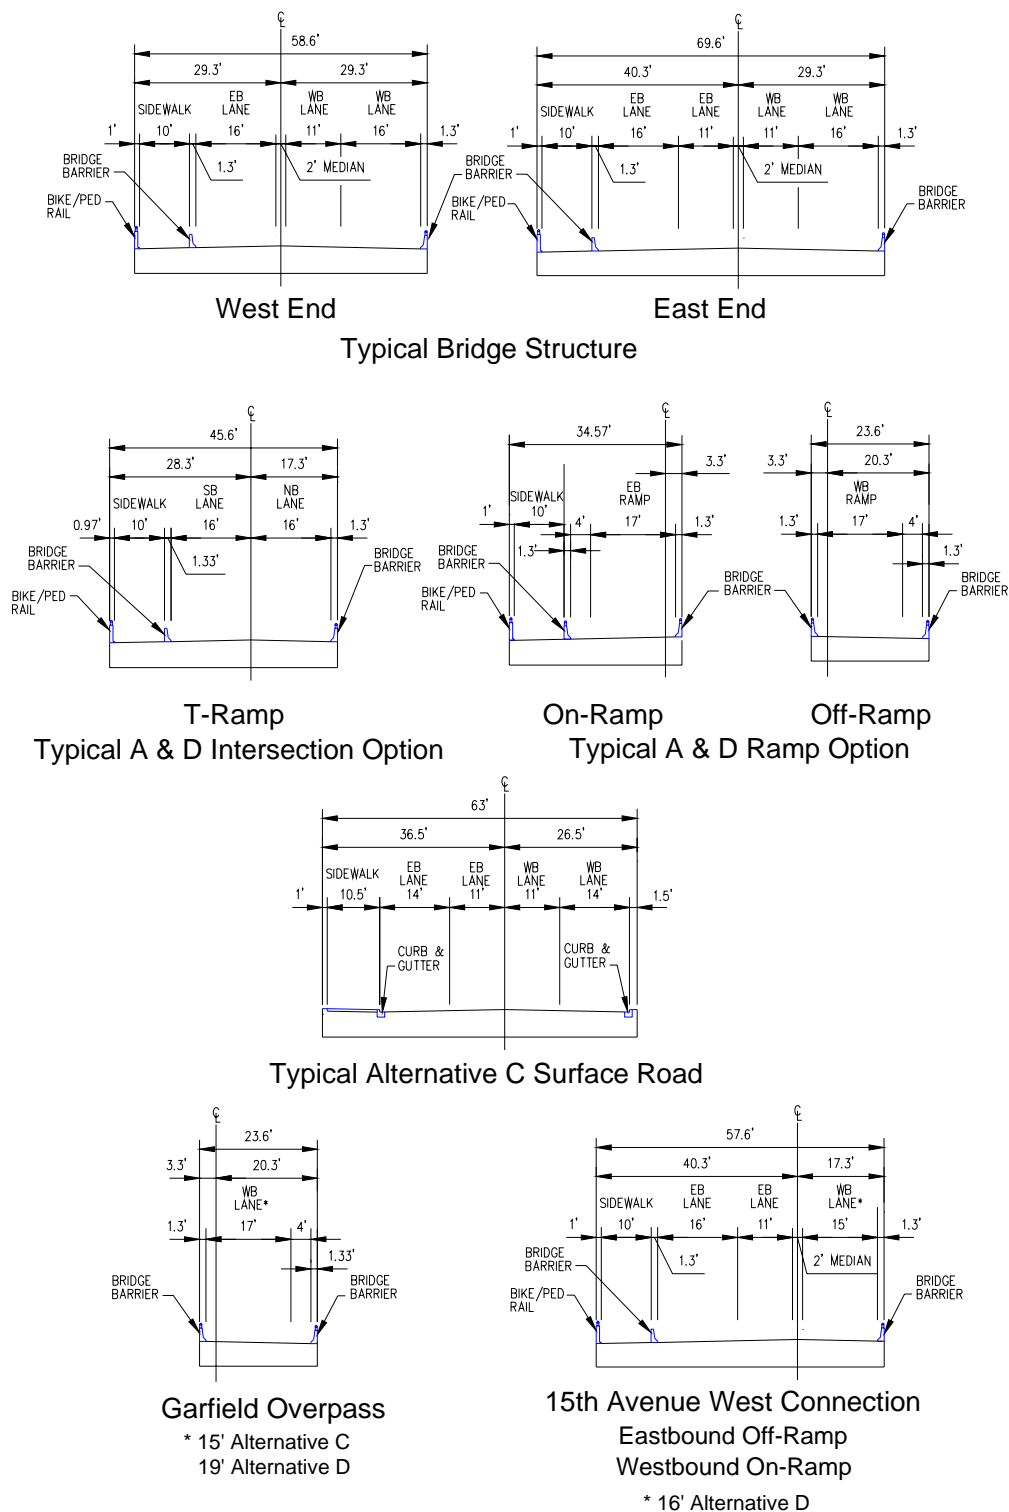 ℄ ℄
58.6' 69.6'
29.3' 29.3' 40.3' 29.3'
SIDEWALK EB LANE WB LANE WB LANE SIDEWALK EB LANE EB LANE WB LANE WB LANE
1' 10' 16' 11' 16' 1.3' 1' 10' 16' 11' 11' 16' 1.3'
BRIDGE BARRIER 1.3' 2' MEDIAN BRIDGE BARRIER 1.3' 2' MEDIAN
BIKE/PED RAIL BIKE/PED RAIL BRIDGE BARRIER
West End East End
Typical Bridge Structure
℄ ℄ ℄
45.6' 34.57' 23.6'
28.3' 17.3' 3.3' 3.3' 20.3'
SIDEWALK SB LANE NB LANE SIDEWALK EB RAMP WB RAMP
0.97' 10' 16' 16' 1.3' 1' 10' 4' 17' 1.3' 1.3' 17' 4'
1.33' 1.3' 1.3'
BRIDGE BARRIER BRIDGE BARRIER BRIDGE BARRIER BRIDGE BARRIER BRIDGE BARRIER
BIKE/PED RAIL BIKE/PED RAIL
T-Ramp On-Ramp Off-Ramp
Typical A & D Intersection Option Typical A & D Ramp Option
℄
63'
36.5' 26.5'
SIDEWALK EB LANE EB LANE WB LANE WB LANE
1' 10.5' 14' 11' 11' 14' 1.5'
CURB & GUTTER CURB & GUTTER
Typical Alternative C Surface Road
℄ ℄
23.6' 57.6'
3.3' 20.3' 40.3' 17.3'
WB LANE* SIDEWALK EB LANE EB LANE WB LANE*
1.3' 17' 4' 1' 10' 16' 11' 15' 1.3'
1.33' 1.3' 2' MEDIAN
BRIDGE BARRIER BRIDGE BARRIER BRIDGE BARRIER BRIDGE BARRIER
BIKE/PED RAIL
Garfield Overpass 15th Avenue West Connection
* 15' Alternative C Eastbound Off-Ramp
19' Alternative D Westbound On-Ramp
* 16' Alternative D